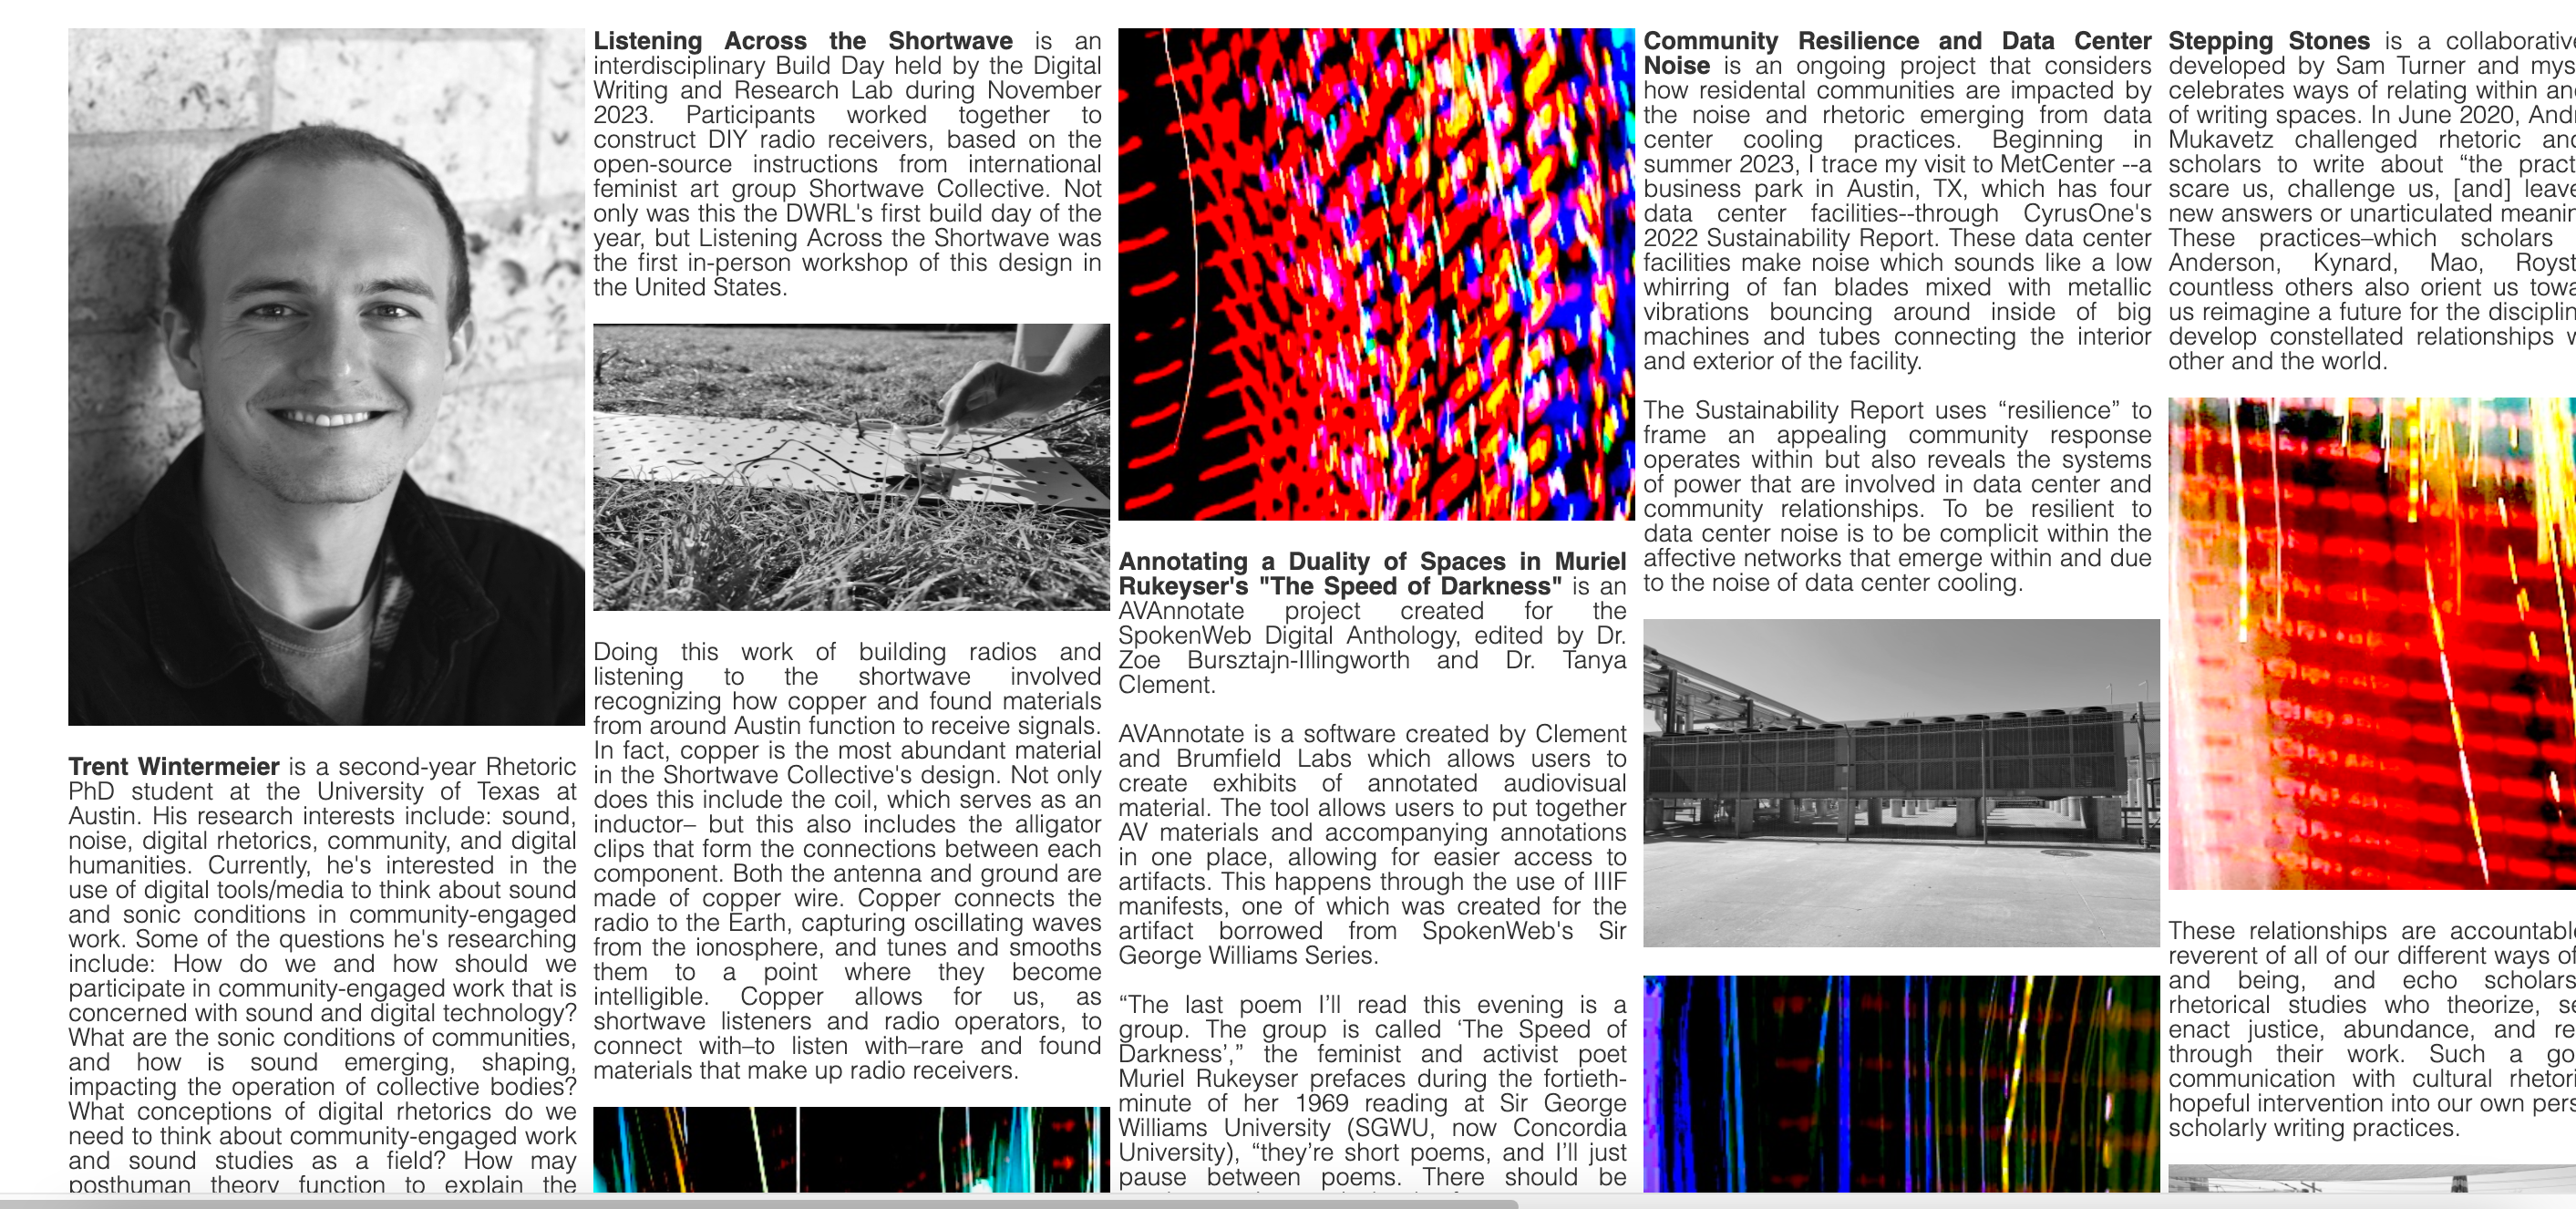 Trent Wintermeier is a second-year Rhetoric
PhD student at the University of Texas at
Austin. His research interests include: sound,
noise, digital rhetorics, community, and digital
humanities. Currently, he's interested in the
use of digital tools/media to think about sound
and sonic conditions in community-engaged
work. Some of the questions he's researching
include: How do we and how should we
participate in community-engaged work that is
concerned with sound and digital technology?
What are the sonic conditions of communities,
and how is sound emerging, shaping,
impacting the operation of collective bodies?
What conceptions of digital rhetorics do we
need to think about community-engaged work
and sound studies as a field? How may
posthuman theory function to explain the
Listening Across the Shortwave is an
interdisciplinary Build Day held by the Digital
Writing and Research Lab during November
2023. Participants worked together to
construct DIY radio receivers, based on the
open-source instructions from international
feminist art group Shortwave Collective. Not
only was this the DWRL's first build day of the
year, but Listening Across the Shortwave was
the first in-person workshop of this design in
the United States.
Doing this work of building radios and
listening to the shortwave involved
recognizing how copper and found materials
from around Austin function to receive signals.
In fact, copper is the most abundant material
in the Shortwave Collective's design. Not only
does this include the coil, which serves as an
inductor– but this also includes the alligator
clips that form the connections between each
component. Both the antenna and ground are
made of copper wire. Copper connects the
radio to the Earth, capturing oscillating waves
from the ionosphere, and tunes and smooths
them to a point where they become
intelligible. Copper allows for us, as
shortwave listeners and radio operators, to
connect with–to listen with–rare and found
materials that make up radio receivers.
Annotating a Duality of Spaces in Muriel
Rukeyser's "The Speed of Darkness" is an
AVAnnotate project created for the
SpokenWeb Digital Anthology, edited by Dr.
Zoe Bursztajn-Illingworth and Dr. Tanya
Clement.
AVAnnotate is a software created by Clement
and Brumfield Labs which allows users to
create exhibits of annotated audiovisual
material. The tool allows users to put together
AV materials and accompanying annotations
in one place, allowing for easier access to
artifacts. This happens through the use of IIIF
manifests, one of which was created for the
artifact borrowed from SpokenWeb's Sir
George Williams Series.
“The last poem I’ll read this evening is a
group. The group is called ‘The Speed of
Darkness’,” the feminist and activist poet
Muriel Rukeyser prefaces during the fortieth-
minute of her 1969 reading at Sir George
Williams University (SGWU, now Concordia
University), “they’re short poems, and I’ll just
pause between poems. There should be
Community Resilience and Data Center
Noise is an ongoing project that considers
how residental communities are impacted by
the noise and rhetoric emerging from data
center cooling practices. Beginning in
summer 2023, I trace my visit to MetCenter --a
business park in Austin, TX, which has four
data center facilities--through CyrusOne's
2022 Sustainability Report. These data center
facilities make noise which sounds like a low
whirring of fan blades mixed with metallic
vibrations bouncing around inside of big
machines and tubes connecting the interior
and exterior of the facility.
The Sustainability Report uses “resilience” to
frame an appealing community response
operates within but also reveals the systems
of power that are involved in data center and
community relationships. To be resilient to
data center noise is to be complicit within the
affective networks that emerge within and due
to the noise of data center cooling.
Stepping Stones is a collaborative
developed by Sam Turner and mys
celebrates ways of relating within an
of writing spaces. In June 2020, And
Mukavetz challenged rhetoric and
scholars to write about “the pract
scare us, challenge us, [and] leave
new answers or unarticulated meanin
These practices–which scholars
Anderson, Kynard, Mao, Royst
countless others also orient us towa
us reimagine a future for the disciplin
develop constellated relationships w
other and the world.
These relationships are accountable
reverent of all of our different ways of
and being, and echo scholars
rhetorical studies who theorize, se
enact justice, abundance, and re
through their work. Such a go
communication with cultural rhetori
hopeful intervention into our own pers
scholarly writing practices.